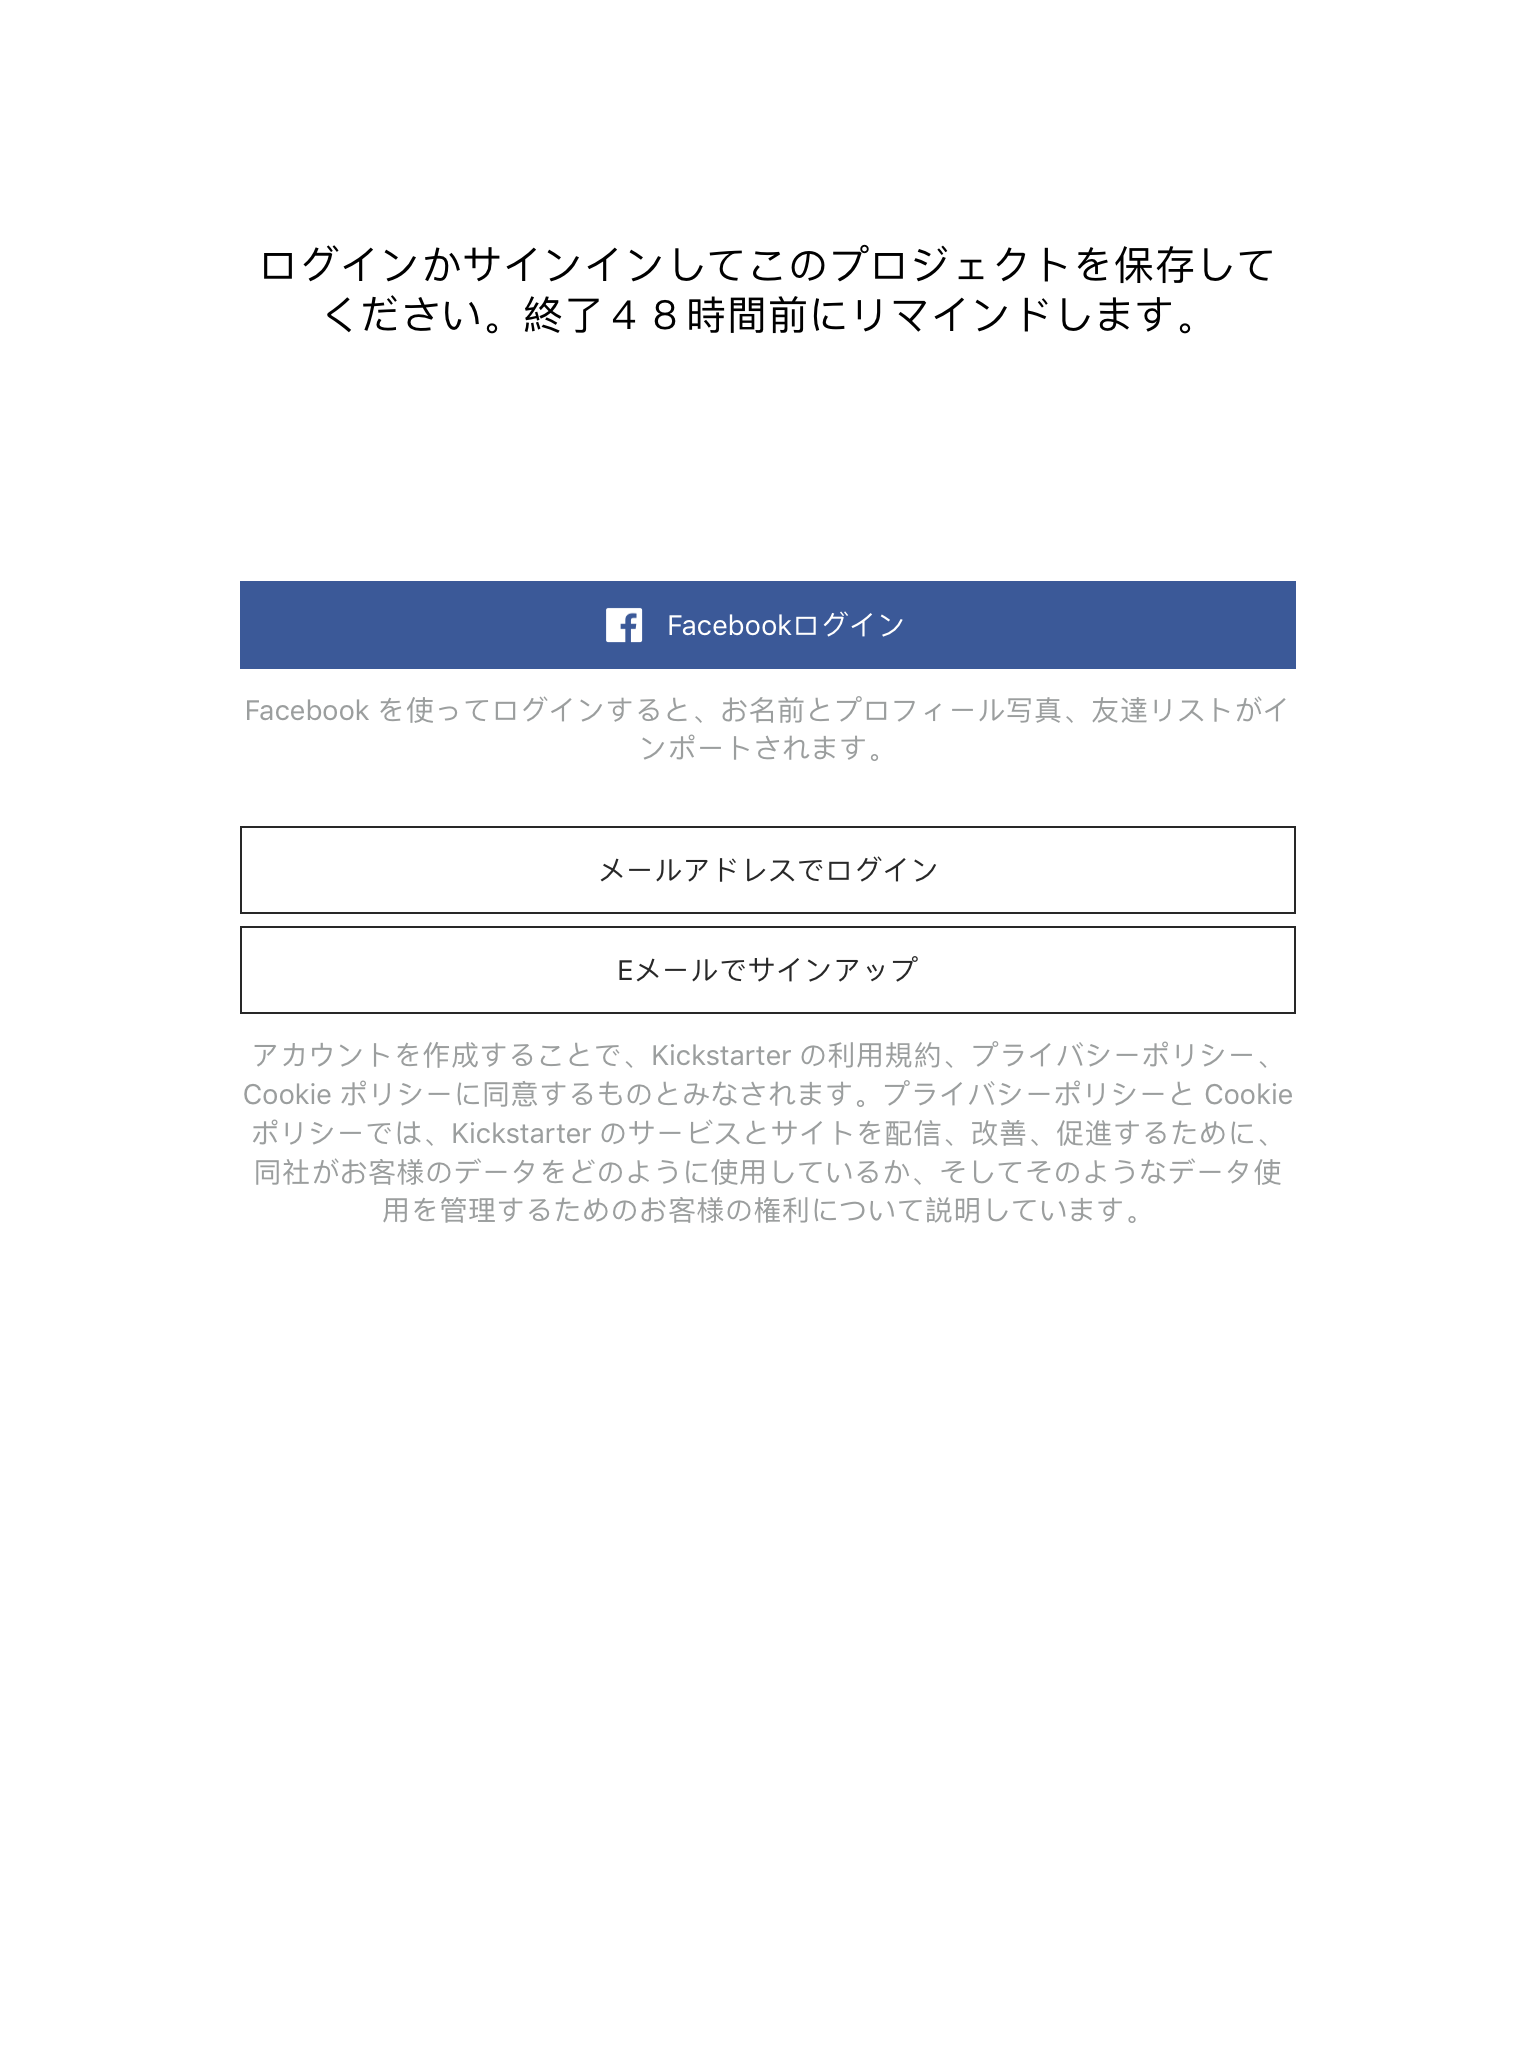 ログインかサインインしてこのプロジェクトを保存して
ください。終了４８時間前にリマインドします。
Facebookログイン
Facebook を使ってログインすると、お名前とプロフィール写真、友達リストがイ
ンポートされます。
メールアドレスでログイン
Eメールでサインアップ
アカウントを作成することで、Kickstarter の利用規約、プライバシーポリシー、
Cookie ポリシーに同意するものとみなされます。プライバシーポリシーと Cookie
ポリシーでは、Kickstarter のサービスとサイトを配信、改善、促進するために、
同社がお客様のデータをどのように使用しているか、そしてそのようなデータ使
用を管理するためのお客様の権利について説明しています。